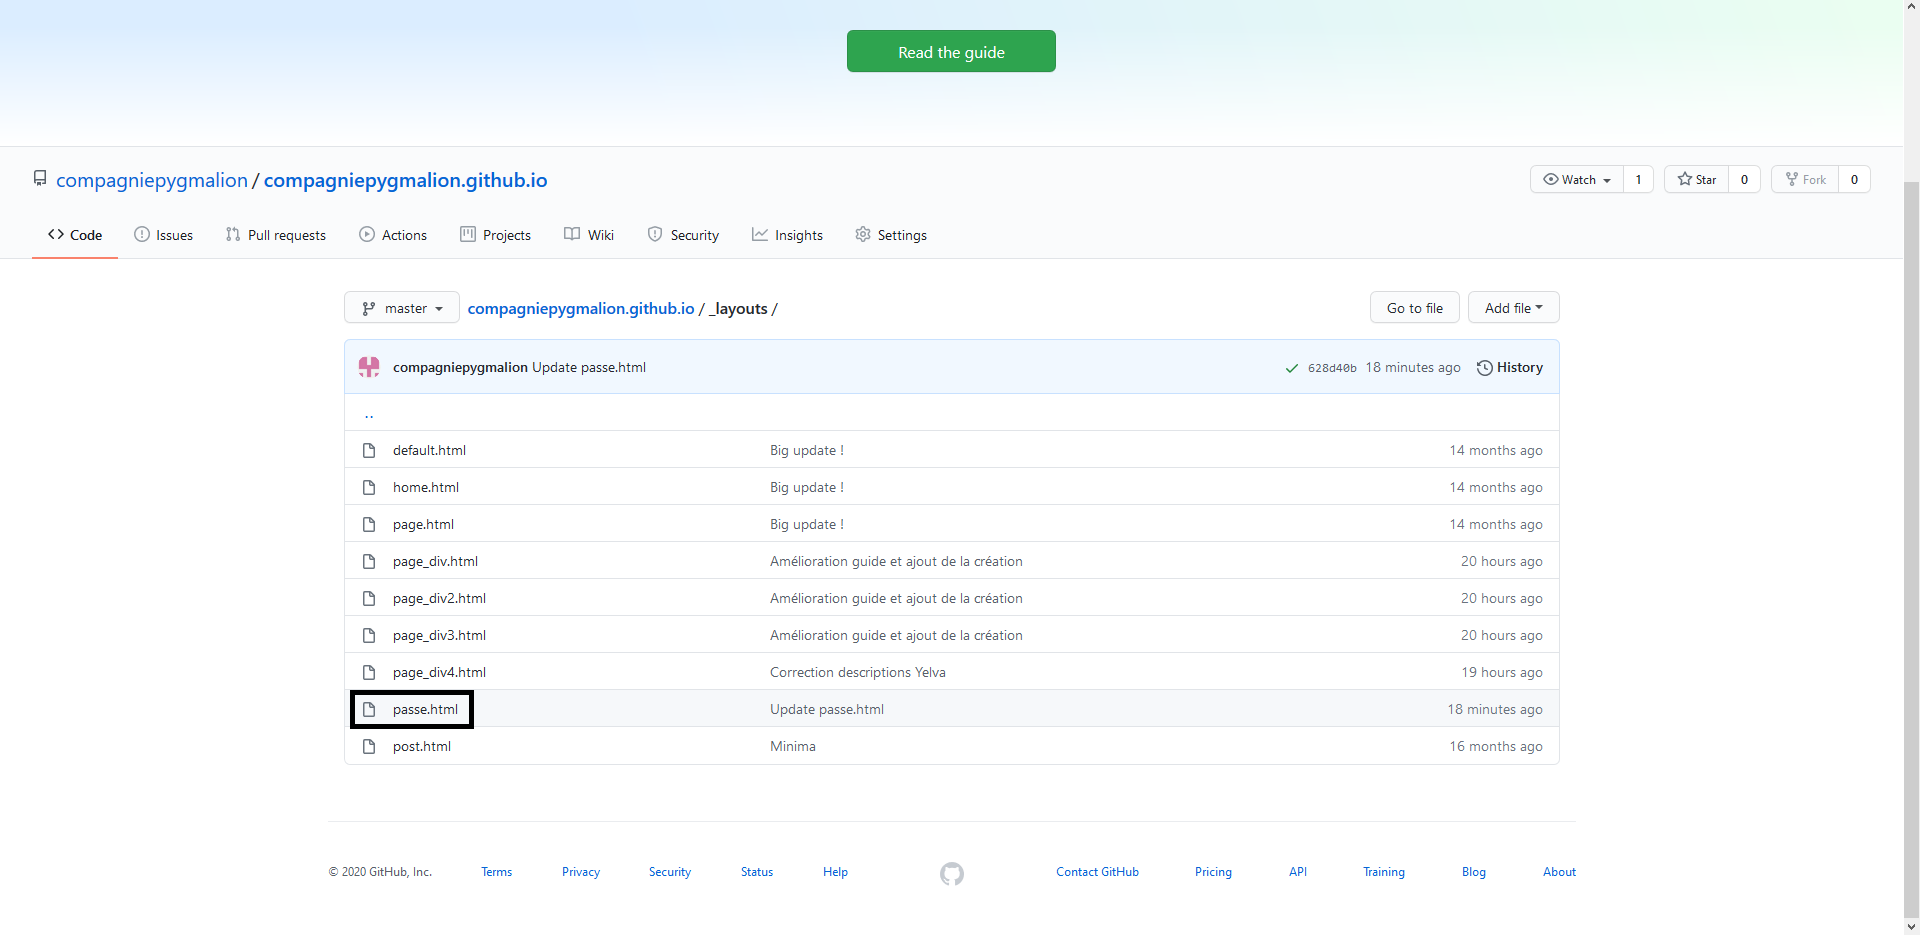 Read the guide
compagniepygmalion / compagniepygmalion.github.io
Watch 1 Star 0 Fork 0
Code Issues Pull requests Actions Projects Wiki Security Insights Settings
master compagniepygmalion.github.io / _layouts / Go to file Add file
compagniepygmalion Update passe.html 628d40b 18 minutes ago History
..
default.html Big update ! 14 months ago
home.html Big update ! 14 months ago
page.html Big update ! 14 months ago
page_div.html Amélioration guide et ajout de la création 20 hours ago
page_div2.html Amélioration guide et ajout de la création 20 hours ago
page_div3.html Amélioration guide et ajout de la création 20 hours ago
page_div4.html Correction descriptions Yelva 19 hours ago
passe.html Update passe.html 18 minutes ago
post.html Minima 16 months ago
© 2020 GitHub, Inc. Terms Privacy Security Status Help Contact GitHub Pricing API Training Blog About